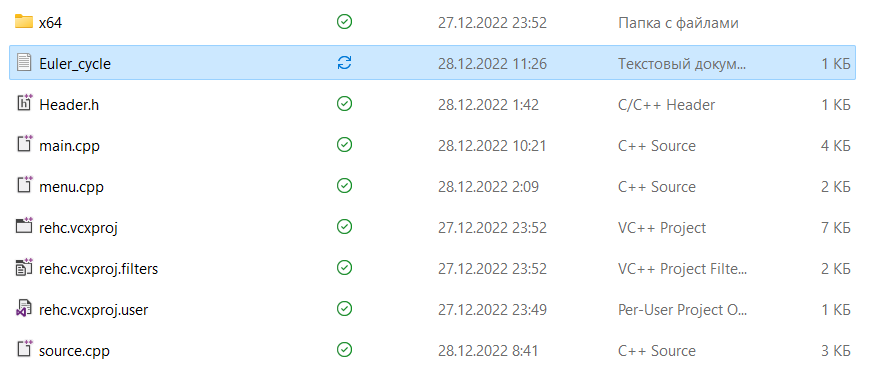 x64 27.12.2022 23:52 Папка с файлами
Euler_cycle 28.12.2022 11:26 Текстовый докум... 1 КБ
Header.h 28.12.2022 1:42 C/C++ Header 1 КБ
main.cpp 28.12.2022 10:21 C++ Source 4 КБ
menu.cpp 28.12.2022 2:09 C++ Source 2 КБ
rehc.vcxproj 27.12.2022 23:52 VC++ Project 7 КБ
rehc.vcxproj.filters 27.12.2022 23:52 VC++ Project Filte... 2 КБ
rehc.vcxproj.user 27.12.2022 23:49 Per-User Project O... 1 КБ
source.cpp 28.12.2022 8:41 C++ Source 3 КБ